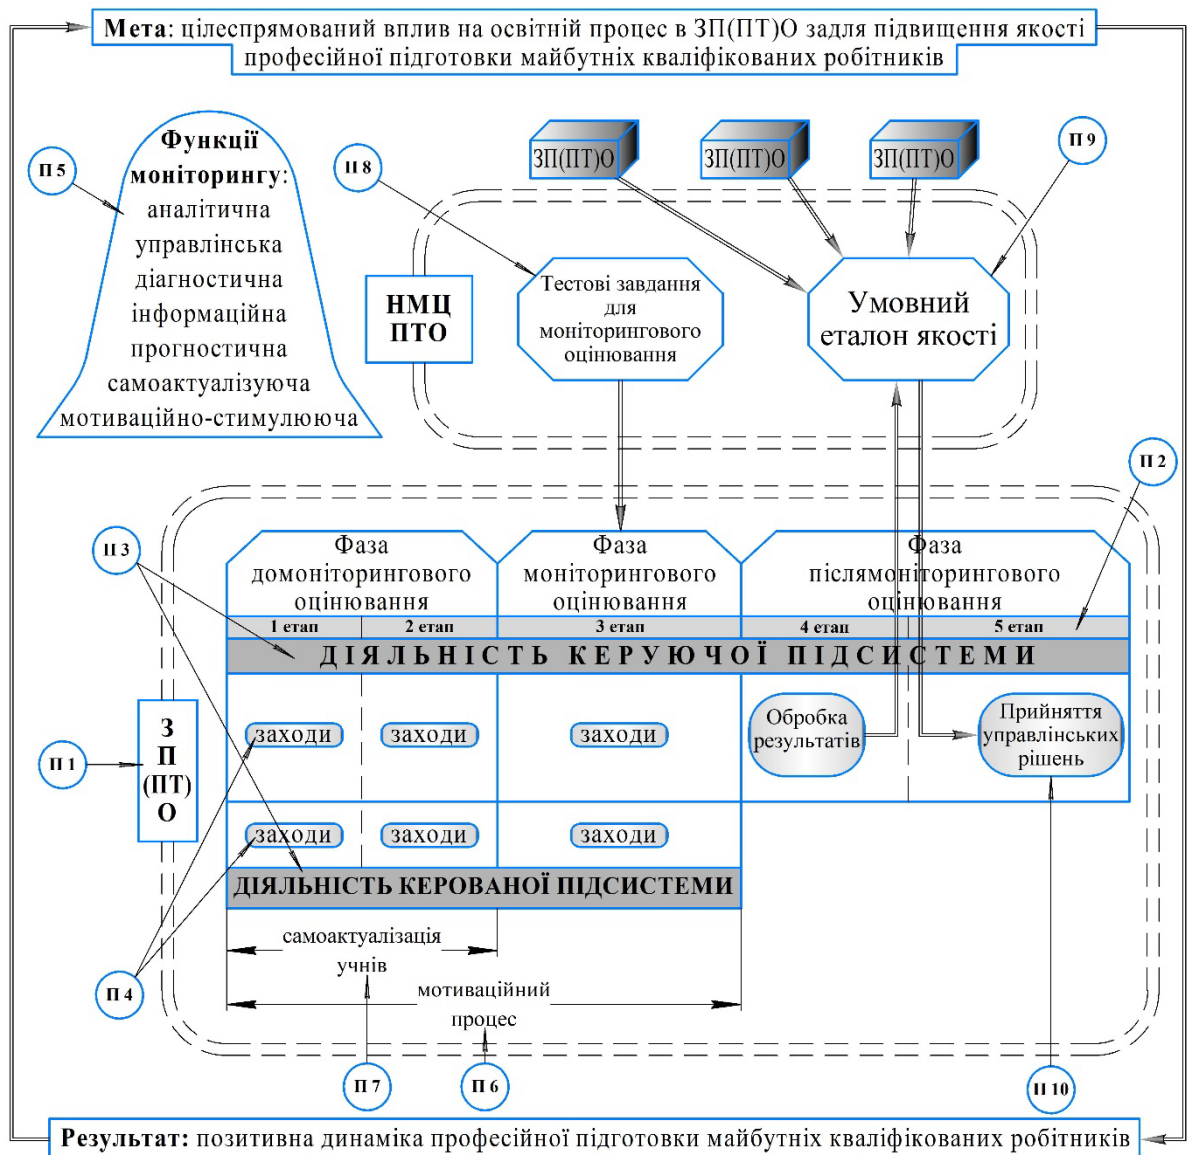 Мета: цілеспрямований вплив на освітній процес в ЗП(ПТ)О задля підвищення якості
професійної підготовки майбутніх кваліфікованих робітників
Функції
моніторингу:
аналітична
управлінська
діагностична
інформаційна
прогностична
самоактуалізуюча
мотиваційно-стимулююча
П 5
П 8
ЗП(ПТ)О
ЗП(ПТ)О
ЗП(ПТ)О
П 9
НМЦ
ПТО
Тестові завдання
для
моніторингового
оцінювання
Умовний
еталон якості
П 2
П 3
Фаза
домоніторингового
оцінювання
Фаза
моніторингового
оцінювання
Фаза
післямоніторингового
оцінювання
1 етап
2 етап
3 етап
4 етап
5 етап
ДІЯЛЬНІСТЬ КЕРУЮЧОЇ ПІДСИСТЕМИ
П 1
З
П
(ПТ)
О
заходи
заходи
заходи
Обробка
результатів
Прийняття
управлінських
рішень
заходи
заходи
заходи
ДІЯЛЬНІСТЬ КЕРОВАНОЇ ПІДСИСТЕМИ
самоактуалізація
учнів
мотиваційний
процес
П 4
П 7
П 6
П 10
Результат: позитивна динаміка професійної підготовки майбутніх кваліфікованих робітників